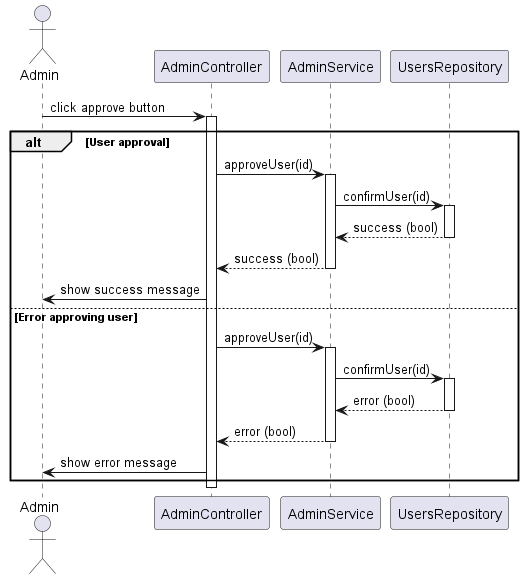 Admin
AdminController
AdminService
UsersRepository
click approve button
alt
[User approval]
approveUser(id)
confirmUser(id)
success (bool)
success (bool)
show success message
[Error approving user]
approveUser(id)
confirmUser(id)
error (bool)
error (bool)
show error message
Admin
AdminController
AdminService
UsersRepository